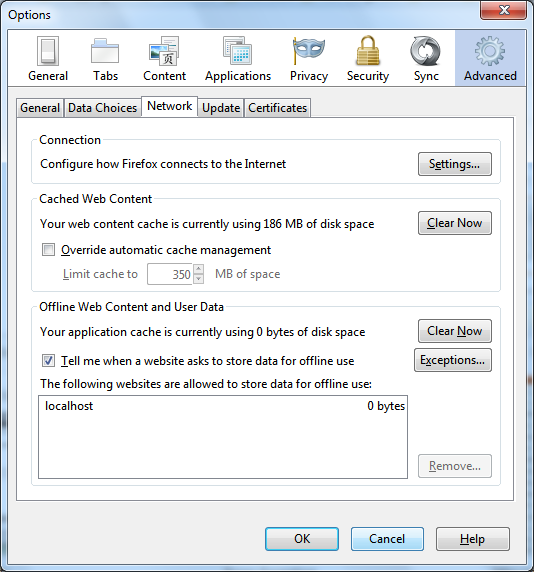 Options
General Tabs Content Applications Privacy Security Sync Advanced
General Data Choices Network Update Certificates
Connection
Configure how Firefox connects to the Internet Settings...
Cached Web Content
Your web content cache is currently using 186 MB of disk space Clear Now
Override automatic cache management
Limit cache to 350 MB of space
Offline Web Content and User Data
Your application cache is currently using 0 bytes of disk space Clear Now
Tell me when a website asks to store data for offline use Exceptions...
The following websites are allowed to store data for offline use:
localhost 0 bytes
Remove...
OK Cancel Help